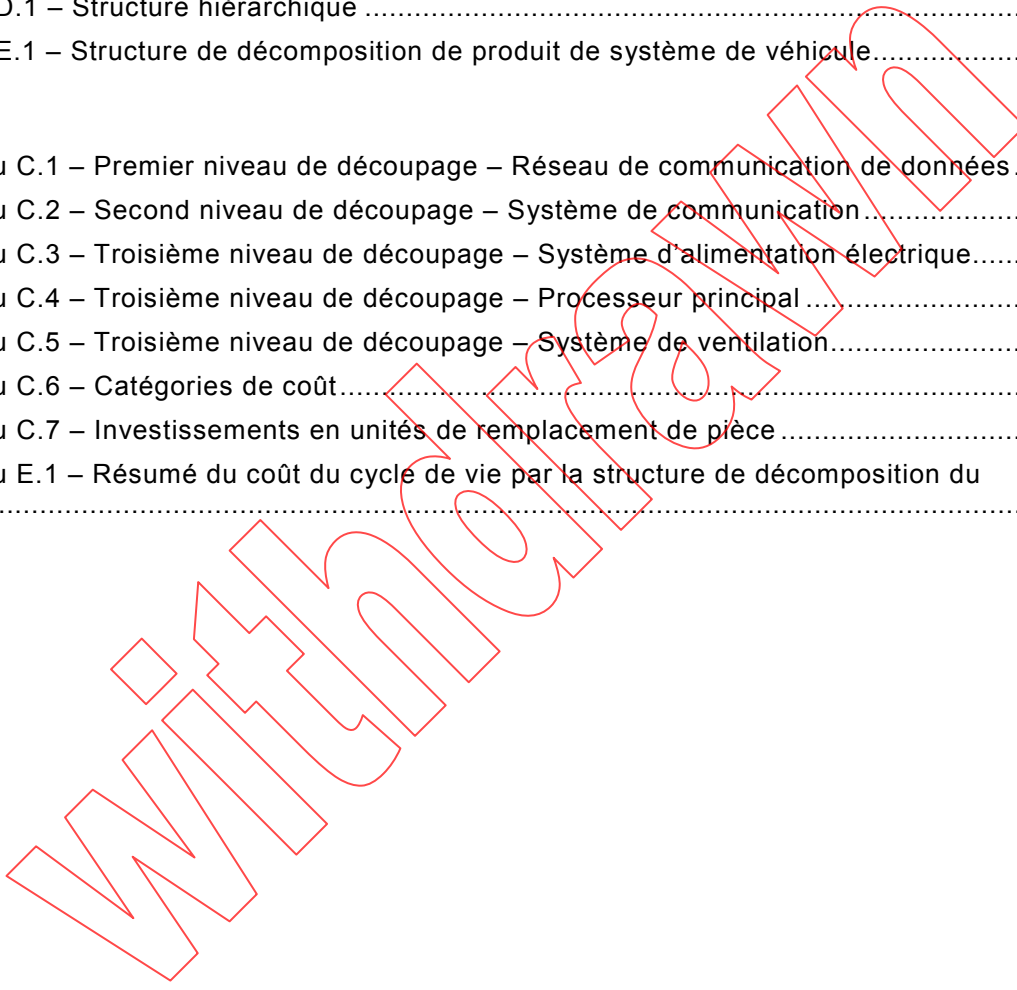 D.1 – Structure hiérarchique
E.1 – Structure de décomposition de produit de système de véhicule
u C.1 – Premier niveau de découpage – Réseau de communication de données
u C.2 – Second niveau de découpage – Système de communication
u C.3 – Troisième niveau de découpage – Système d'alimentation électrique
u C.4 – Troisième niveau de découpage – Processeur principal
u C.5 – Troisième niveau de découpage – Système de ventilation
u C.6 – Catégories de coût
u C.7 – Investissements en unités de remplacement de pièce
u E.1 – Résumé du coût du cycle de vie par la structure de décomposition du
withdrawn